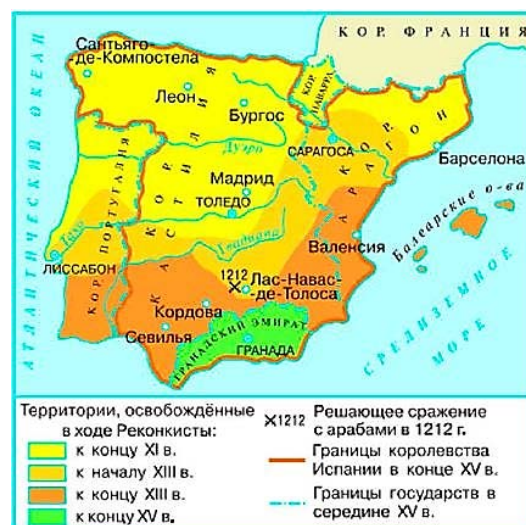 КОР. ФРАНЦИЯ
АТЛАНТИЧЕСКИЙ ОКЕАН
Сантьяго-
де-Компостела
Леон
Бургос
КОР. НАВАРРА
КОР. КАСТИЛИЯ
Дуэро
САРАГОСА
КОР. АРАГОН
Барселона
Мадрид
ТОЛЕДО
КОР. ПОРТУГАЛИЯ
Тахо
ЛИССАБОН
Гвадиана
Валенсия
Балеарские о-ва
1212
Лас-Навас-
де-Толоса
Кордова
Севилья
ГРАНАДСКИЙ ЭМИРАТ
ГРАНАДА
СРЕДИЗЕМНОЕ
МОРЕ
Территории, освобождённые
в ходе Реконкисты:
к концу XI в.
к началу XIII в.
к концу XIII в.
к концу XV в.
1212 Решающее сражение
с арабами в 1212 г.
Границы королевства
Испании в конце XV в.
Границы государств в
середине XV в.